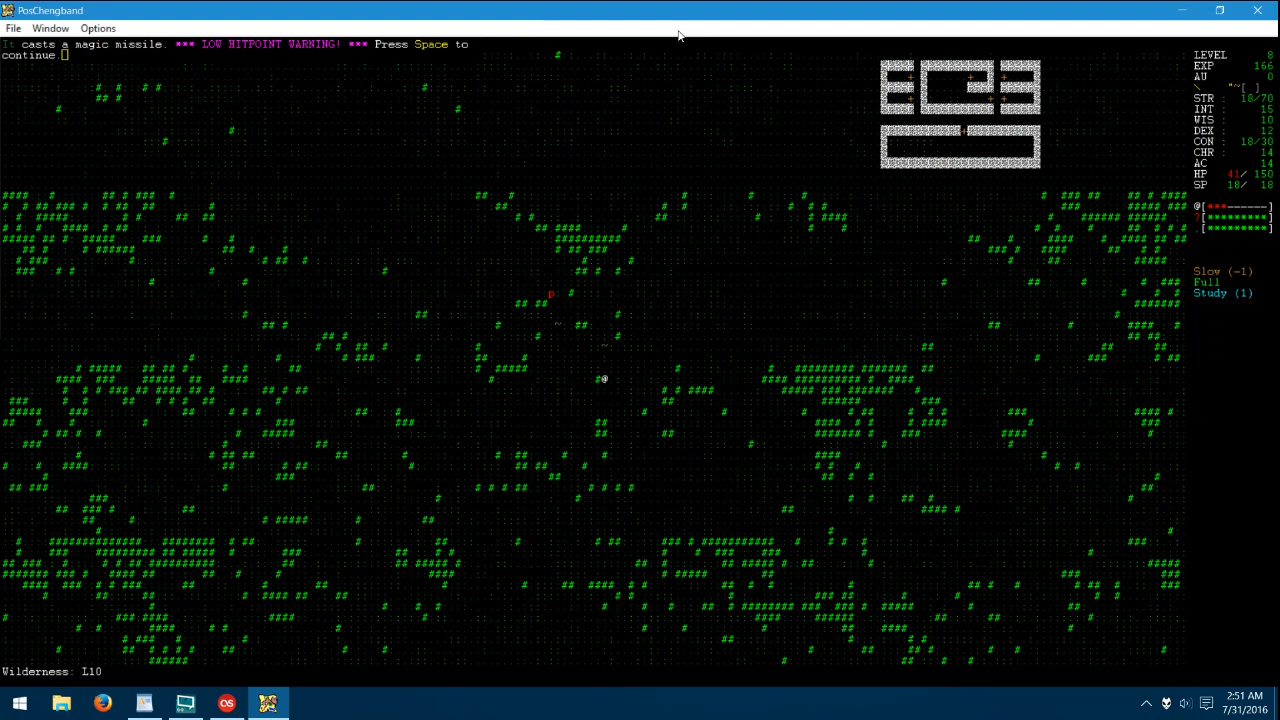 PosChengband
File Window Options
It casts a magic missile. *** LOW HITPOINT WARNING! *** Press Space to
continue.
LEVEL 8
EXP 166
AU 0
\ "~[ ]
STR : 18/70
INT : 15
WIS : 10
DEX : 12
CON : 18/30
CHR : 14
AC 14
HP 41/ 150
SP 18/ 18
@[***------]
?[*********]
.[*********]
Slow (-1)
Full
Study (1)
Wilderness: L10
2:51 AM
7/31/2016